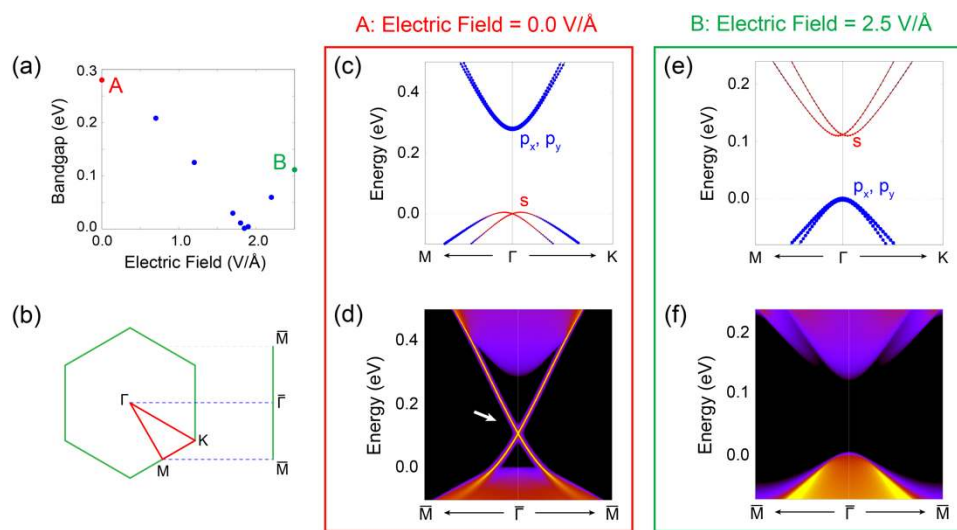 A: Electric Field = 0.0 V/Å
B: Electric Field = 2.5 V/Å
(a)
Bandgap (eV)
0.3
0.2
0.1
0.0
A
B
0.0
1.0
2.0
Electric Field (V/Å)
(b)
Γ
K
M
M̅
Γ̅
M̅
(c)
Energy (eV)
0.4
0.2
0.0
pₓ, p_y
s
M
Γ
K
(d)
Energy (eV)
0.4
0.2
0.0
M̅
Γ̅
M̅
(e)
Energy (eV)
0.2
0.1
0.0
s
pₓ, p_y
M
Γ
K
(f)
Energy (eV)
0.2
0.1
0.0
M̅
Γ̅
M̅